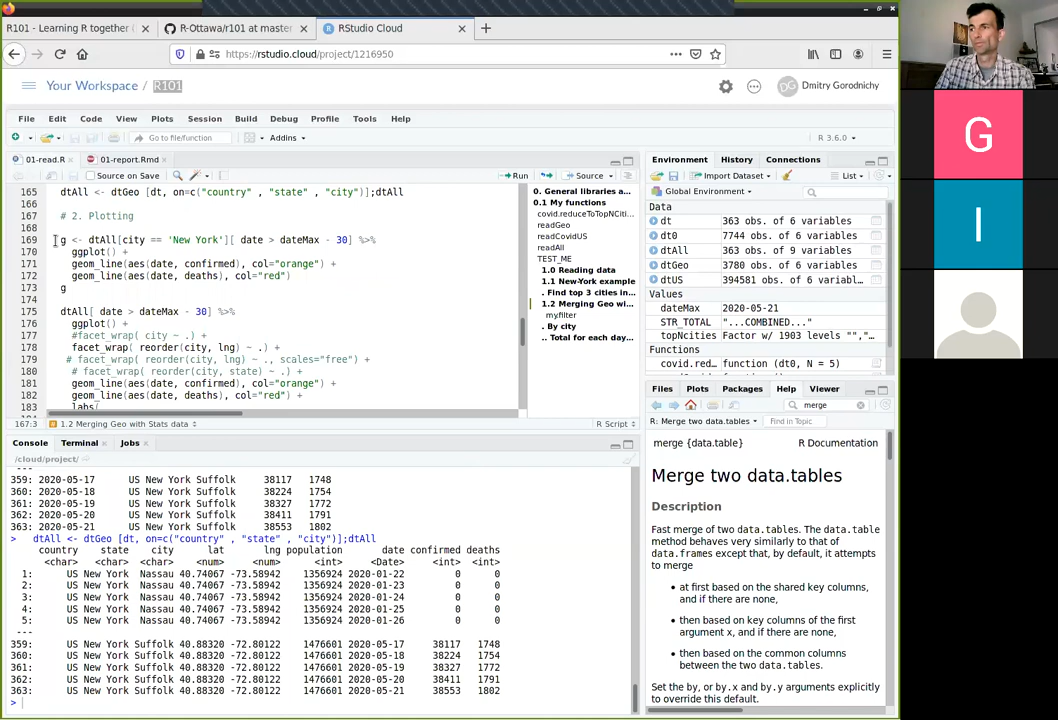 R101 - Learning R together (
R-Ottawa/r101 at master
RStudio Cloud
https://rstudio.cloud/project/1216950
Your Workspace / R101
Dmitry Gorodnichy
File Edit Code View Plots Session Build Debug Profile Tools Help
Go to file/function
Addins
R 3.6.0
01-read.R
01-report.Rmd
Source on Save
Run
Source
165 dtAll <- dtGeo [dt, on=c("country" , "state" , "city")];dtAll
166
167 # 2. Plotting
168
169 g <- dtAll[city == 'New York'][ date > dateMax - 30] %>%
170 ggplot() +
171 geom_line(aes(date, confirmed), col="orange") +
172 geom_line(aes(date, deaths), col="red")
173 g
174
175 dtAll[ date > dateMax - 30] %>%
176 ggplot() +
177 #facet_wrap( city ~ .) +
178 facet_wrap( reorder(city, lng) ~ .) +
179 # facet_wrap( reorder(city, lng) ~ ., scales="free") +
180 # facet_wrap( reorder(city, state) ~ .) +
181 geom_line(aes(date, confirmed), col="orange") +
182 geom_line(aes(date, deaths), col="red") +
183 labs(
167:3 1.2 Merging Geo with Stats data
R Script
0. General libraries a...
0.1 My functions
covid.reduceToTopNCiti...
readGeo
readCovidUS
readAll
TEST_ME
1.0 Reading data
1.1 New-York example
. Find top 3 cities in...
1.2 Merging Geo wi...
my.filter
. By city
.. Total for each day...
Console Terminal Jobs
/cloud/project/
---
359: 2020-05-17 US New York Suffolk 38117 1748
360: 2020-05-18 US New York Suffolk 38224 1754
361: 2020-05-19 US New York Suffolk 38327 1772
362: 2020-05-20 US New York Suffolk 38411 1791
363: 2020-05-21 US New York Suffolk 38553 1802
> dtAll <- dtGeo [dt, on=c("country" , "state" , "city")];dtAll
country state city lat lng population date confirmed deaths
<char> <char> <char> <num> <num> <int> <Date> <int> <int>
1: US New York Nassau 40.74067 -73.58942 1356924 2020-01-22 0 0
2: US New York Nassau 40.74067 -73.58942 1356924 2020-01-23 0 0
3: US New York Nassau 40.74067 -73.58942 1356924 2020-01-24 0 0
4: US New York Nassau 40.74067 -73.58942 1356924 2020-01-25 0 0
5: US New York Nassau 40.74067 -73.58942 1356924 2020-01-26 0 0
---
359: US New York Suffolk 40.88320 -72.80122 1476601 2020-05-17 38117 1748
360: US New York Suffolk 40.88320 -72.80122 1476601 2020-05-18 38224 1754
361: US New York Suffolk 40.88320 -72.80122 1476601 2020-05-19 38327 1772
362: US New York Suffolk 40.88320 -72.80122 1476601 2020-05-20 38411 1791
363: US New York Suffolk 40.88320 -72.80122 1476601 2020-05-21 38553 1802
>
Environment History Connections
Import Dataset
List
Global Environment
Data
dt 363 obs. of 6 variables
dt0 7744 obs. of 6 variables
dtAll 363 obs. of 9 variables
dtGeo 3780 obs. of 6 variables
dtUS 394581 obs. of 6 variabl...
Values
dateMax 2020-05-21
STR_TOTAL "...COMBINED..."
topNcities Factor w/ 1903 levels "","...
Functions
covid.red... function (dt0, N = 5)
Files Plots Packages Help Viewer
merge
R: Merge two data.tables
Find in Topic
merge {data.table} R Documentation
Merge two data.tables
Description
Fast merge of two data.tables. The data.table
method behaves very similarly to that of
data.frames except that, by default, it attempts
to merge
• at first based on the shared key columns,
and if there are none,
• then based on key columns of the first
argument x, and if there are none,
• then based on the common columns
between the two data.tables.
Set the by, or by.x and by.y arguments explicitly
to override this default.
DG
G
I